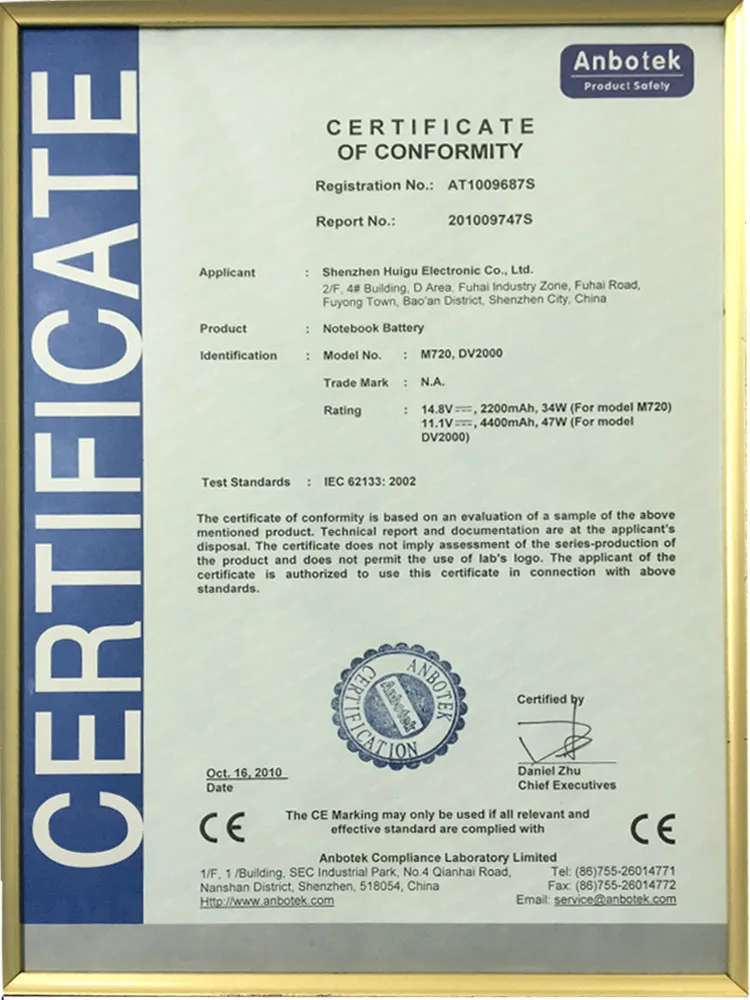 CERTIFICATE
Anbotek
Product Safety
CERTIFICATE
OF CONFORMITY
Registration No.: AT1009687S
Report No.: 201009747S
Applicant : Shenzhen Huigu Electronic Co., Ltd.
2/F, 4# Building, D Area, Fuhai Industry Zone, Fuhai Road,
Fuyong Town, Bao'an District, Shenzhen City, China
Product : Notebook Battery
Identification : Model No. : M720, DV2000
Trade Mark : N.A.
Rating : 14.8V⎓, 2200mAh, 34W (For model M720)
11.1V⎓, 4400mAh, 47W (For model
DV2000)
Test Standards : IEC 62133: 2002
The certificate of conformity is based on an evaluation of a sample of the above
mentioned product. Technical report and documentation are at the applicant's
disposal. The certificate does not imply assessment of the series-production of
the product and does not permit the use of lab's logo. The applicant of the
certificate is authorized to use this certificate in connection with above
standards.
ANBOTEK
Anbotek
CERTIFICATION
Certified by
Oct. 16, 2010
Date
Daniel Zhu
Chief Executives
CE
The CE Marking may only be used if all relevant and
effective standard are complied with
CE
Anbotek Compliance Laboratory Limited
1/F, 1 /Building, SEC Industrial Park, No.4 Qianhai Road,
Nanshan District, Shenzhen, 518054, China
Http://www.anbotek.com
Tel: (86)755-26014771
Fax: (86)755-26014772
Email: service@anbotek.com